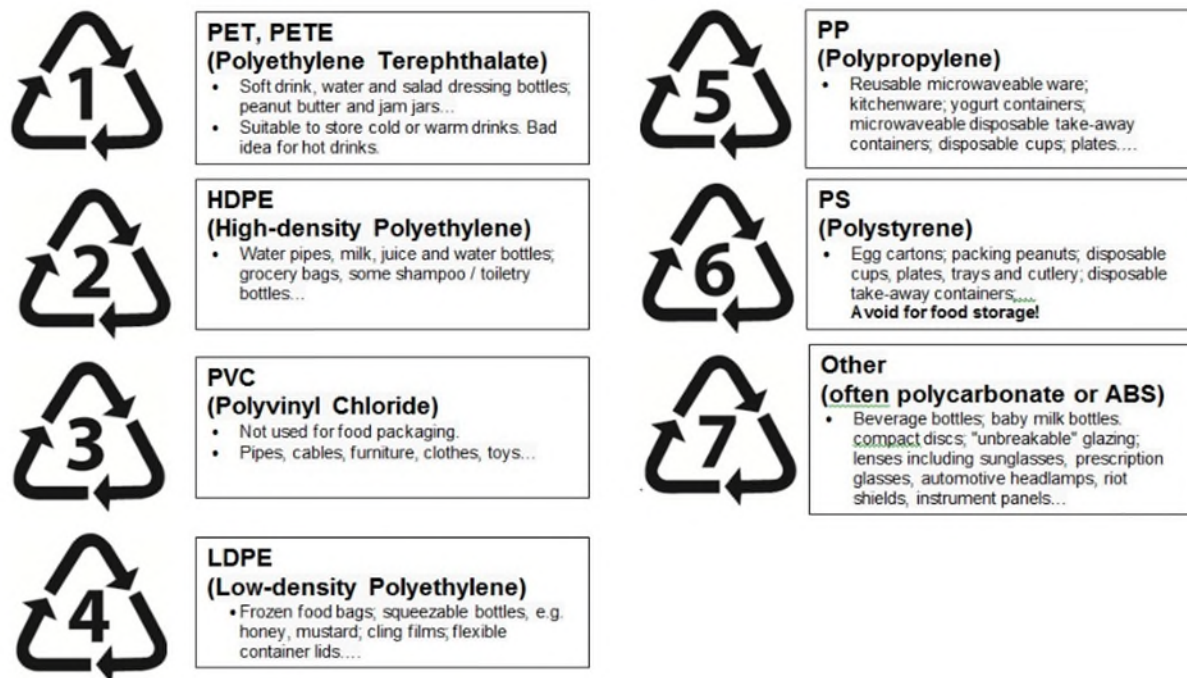 1
PET, PETE
(Polyethylene Terephthalate)
• Soft drink, water and salad dressing bottles;
peanut butter and jam jars…
• Suitable to store cold or warm drinks. Bad
idea for hot drinks.
2
HDPE
(High-density Polyethylene)
• Water pipes, milk, juice and water bottles;
grocery bags, some shampoo / toiletry
bottles…
3
PVC
(Polyvinyl Chloride)
• Not used for food packaging.
• Pipes, cables, furniture, clothes, toys…
4
LDPE
(Low-density Polyethylene)
• Frozen food bags; squeezable bottles, e.g.
honey, mustard; cling films; flexible
container lids….
5
PP
(Polypropylene)
• Reusable microwaveable ware;
kitchenware; yogurt containers;
microwaveable disposable take-away
containers; disposable cups; plates….
6
PS
(Polystyrene)
• Egg cartons; packing peanuts; disposable
cups, plates, trays and cutlery; disposable
take-away containers;…
Avoid for food storage!
7
Other
(often polycarbonate or ABS)
• Beverage bottles; baby milk bottles.
compact discs; "unbreakable" glazing;
lenses including sunglasses, prescription
glasses, automotive headlamps, riot
shields, instrument panels…